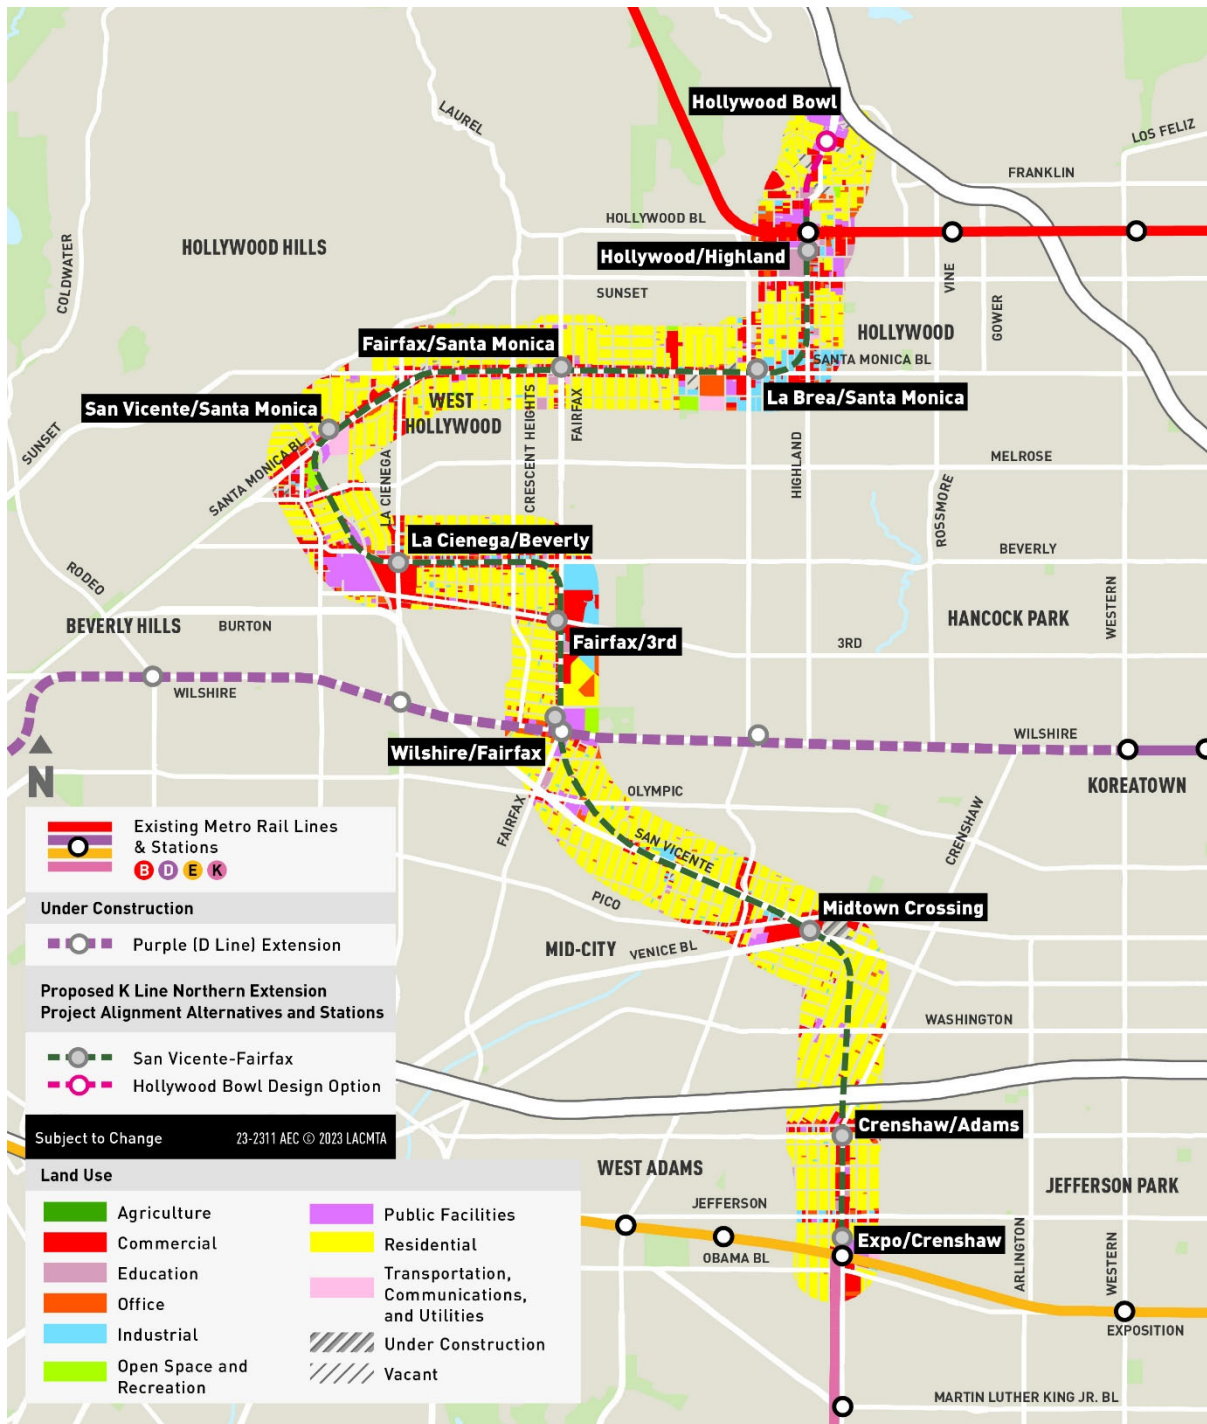 Hollywood Bowl
LAUREL
LOS FELIZ
FRANKLIN
HOLLYWOOD BL
HOLLYWOOD HILLS
COLDWATER
Hollywood/Highland
SUNSET
VINE
GOWER
HOLLYWOOD
Fairfax/Santa Monica
SANTA MONICA BL
La Brea/Santa Monica
San Vicente/Santa Monica
WEST
HOLLYWOOD
CRESCENT HEIGHTS
FAIRFAX
SUNSET
SANTA MONICA BL
LA CIENEGA
HIGHLAND
MELROSE
ROSSMORE
La Cienega/Beverly
BEVERLY
RODEO
BEVERLY HILLS
BURTON
HANCOCK PARK
WESTERN
Fairfax/3rd
3RD
WILSHIRE
WILSHIRE
Wilshire/Fairfax
KOREATOWN
N
OLYMPIC
FAIRFAX
SAN VICENTE
CRENSHAW
PICO
Midtown Crossing
MID-CITY
VENICE BL
WASHINGTON
Crenshaw/Adams
WEST ADAMS
JEFFERSON PARK
JEFFERSON
Expo/Crenshaw
OBAMA BL
ARLINGTON
WESTERN
EXPOSITION
MARTIN LUTHER KING JR. BL
Existing Metro Rail Lines
& Stations
B D E K
Under Construction
Purple (D Line) Extension
Proposed K Line Northern Extension
Project Alignment Alternatives and Stations
San Vicente-Fairfax
Hollywood Bowl Design Option
Subject to Change 23-2311 AEC © 2023 LACMTA
Land Use
Agriculture
Commercial
Education
Office
Industrial
Open Space and
Recreation
Public Facilities
Residential
Transportation,
Communications,
and Utilities
Under Construction
Vacant